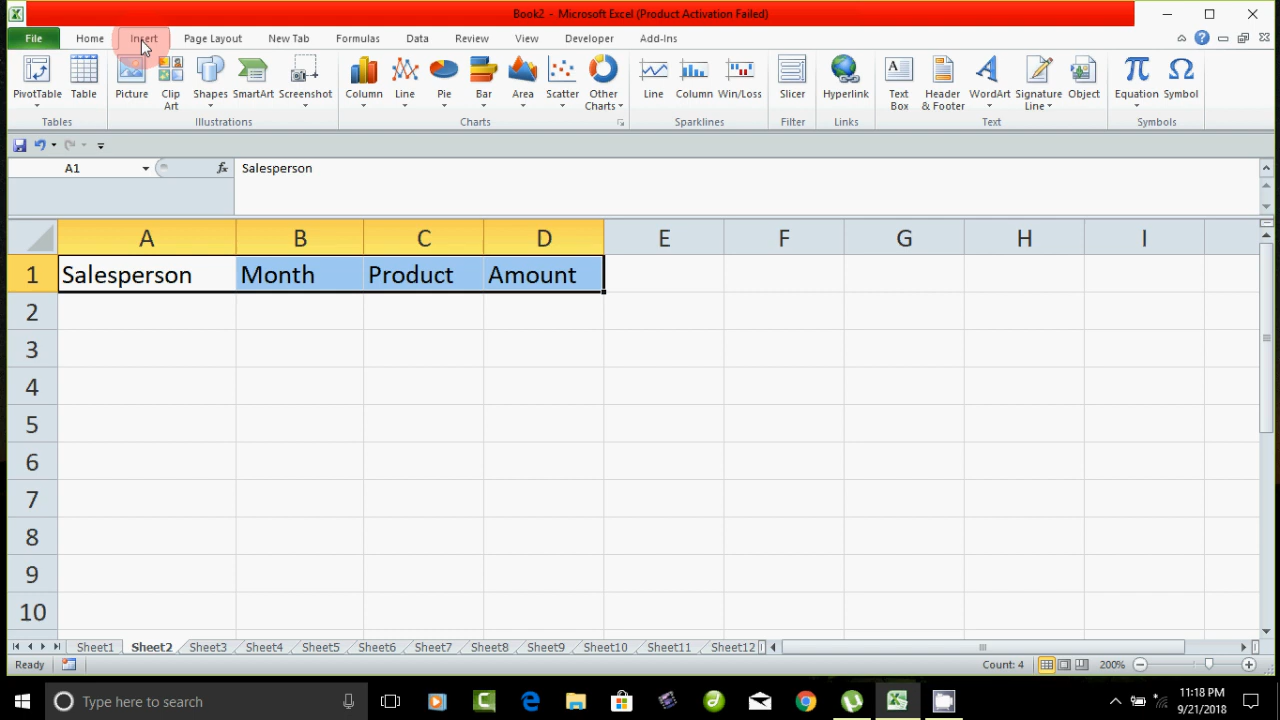 Book2 - Microsoft Excel (Product Activation Failed)
File Home Insert Page Layout New Tab Formulas Data Review View Developer Add-Ins
PivotTable Table Picture Clip Art Shapes SmartArt Screenshot Column Line Pie Bar Area Scatter Other Charts Line Column Win/Loss Slicer Hyperlink Text Box Header & Footer WordArt Signature Line Object Equation Symbol
Tables Illustrations Charts Sparklines Filter Links Text Symbols
A1 fx Salesperson
A B C D E F G H I
1 Salesperson Month Product Amount
2
3
4
5
6
7
8
9
10
Sheet1 Sheet2 Sheet3 Sheet4 Sheet5 Sheet6 Sheet7 Sheet8 Sheet9 Sheet10 Sheet11 Sheet12
Ready Count: 4 200%
Type here to search 11:18 PM
9/21/2018